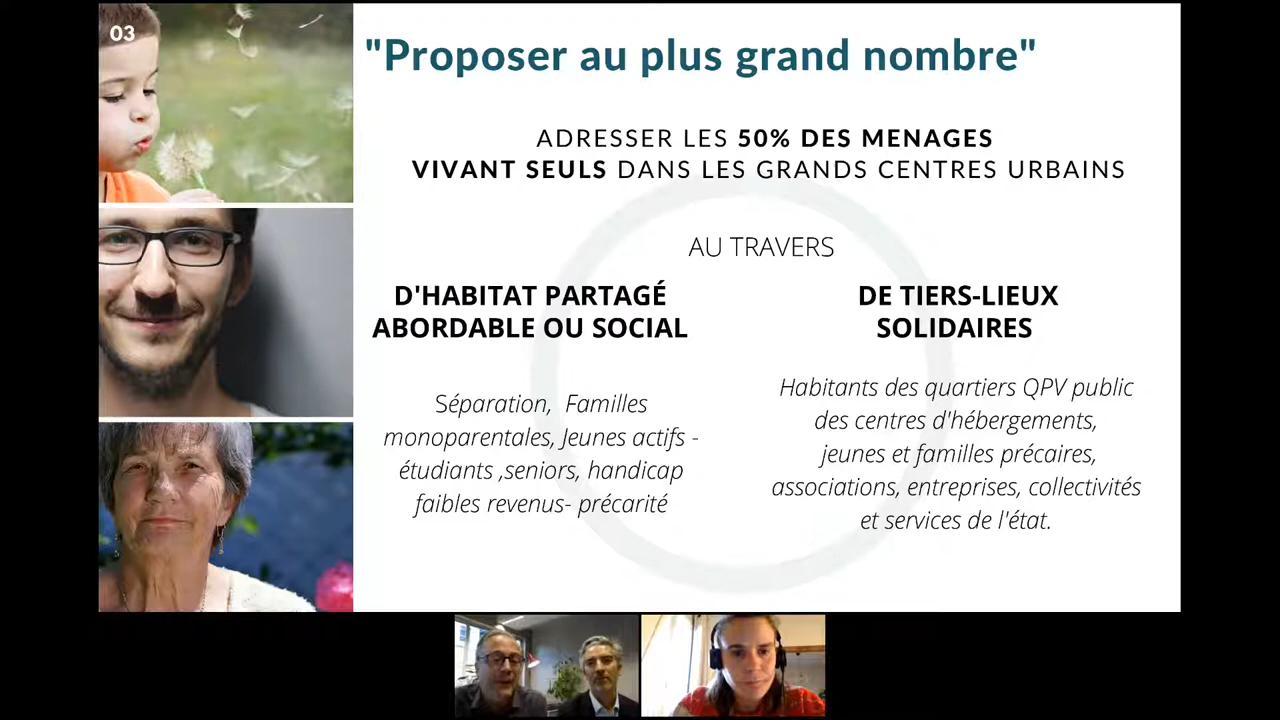 03
"Proposer au plus grand nombre"
ADRESSER LES 50% DES MENAGES
VIVANT SEULS DANS LES GRANDS CENTRES URBAINS
AU TRAVERS
D'HABITAT PARTAGÉ
ABORDABLE OU SOCIAL
Séparation, Familles
monoparentales, Jeunes actifs -
étudiants ,seniors, handicap
faibles revenus- précarité
DE TIERS-LIEUX
SOLIDAIRES
Habitants des quartiers QPV public
des centres d'hébergements,
jeunes et familles précaires,
associations, entreprises, collectivités
et services de l'état.